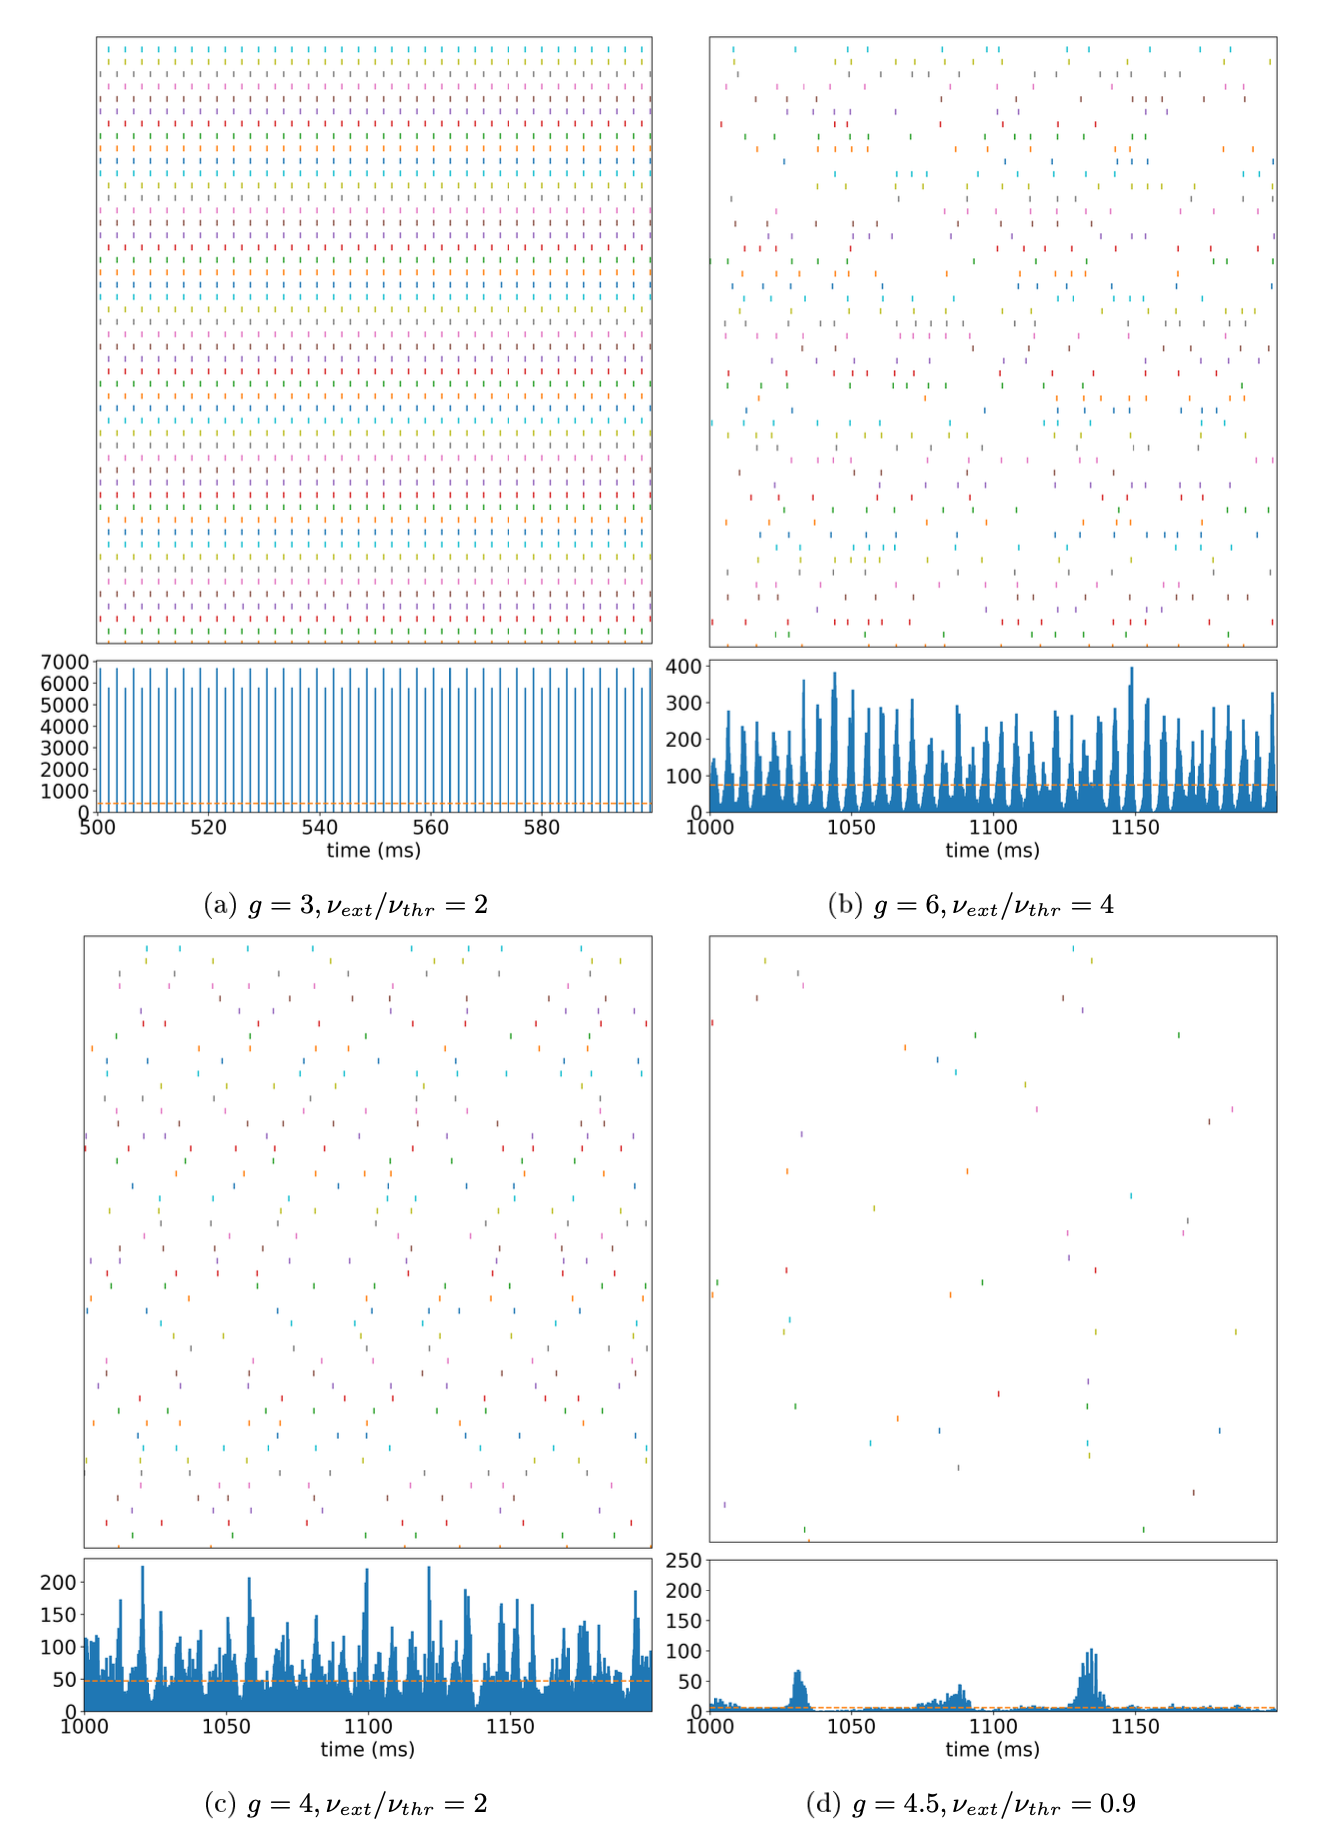 7000
6000
5000
4000
3000
2000
1000
0
500 520 540 560 580
time (ms)
400
300
200
100
0
1000 1050 1100 1150
time (ms)
(a) g = 3, ν_ext/ν_thr = 2
(b) g = 6, ν_ext/ν_thr = 4
200
150
100
50
0
1000 1050 1100 1150
time (ms)
250
200
150
100
50
0
1000 1050 1100 1150
time (ms)
(c) g = 4, ν_ext/ν_thr = 2
(d) g = 4.5, ν_ext/ν_thr = 0.9